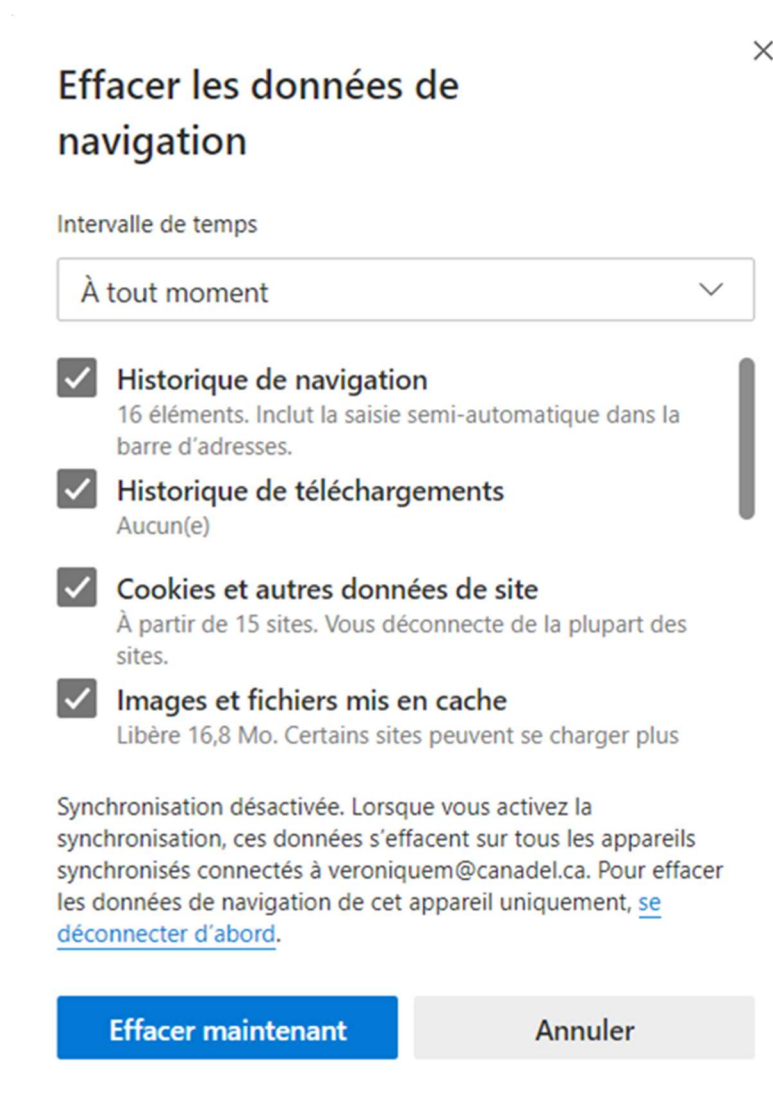 Effacer les données de
navigation
Intervalle de temps
À tout moment
Historique de navigation
16 éléments. Inclut la saisie semi-automatique dans la
barre d’adresses.
Historique de téléchargements
Aucun(e)
Cookies et autres données de site
À partir de 15 sites. Vous déconnecte de la plupart des
sites.
Images et fichiers mis en cache
Libère 16,8 Mo. Certains sites peuvent se charger plus
Synchronisation désactivée. Lorsque vous activez la
synchronisation, ces données s’effacent sur tous les appareils
synchronisés connectés à veroniquem@canadel.ca. Pour effacer
les données de navigation de cet appareil uniquement, se
déconnecter d’abord.
Effacer maintenant
Annuler